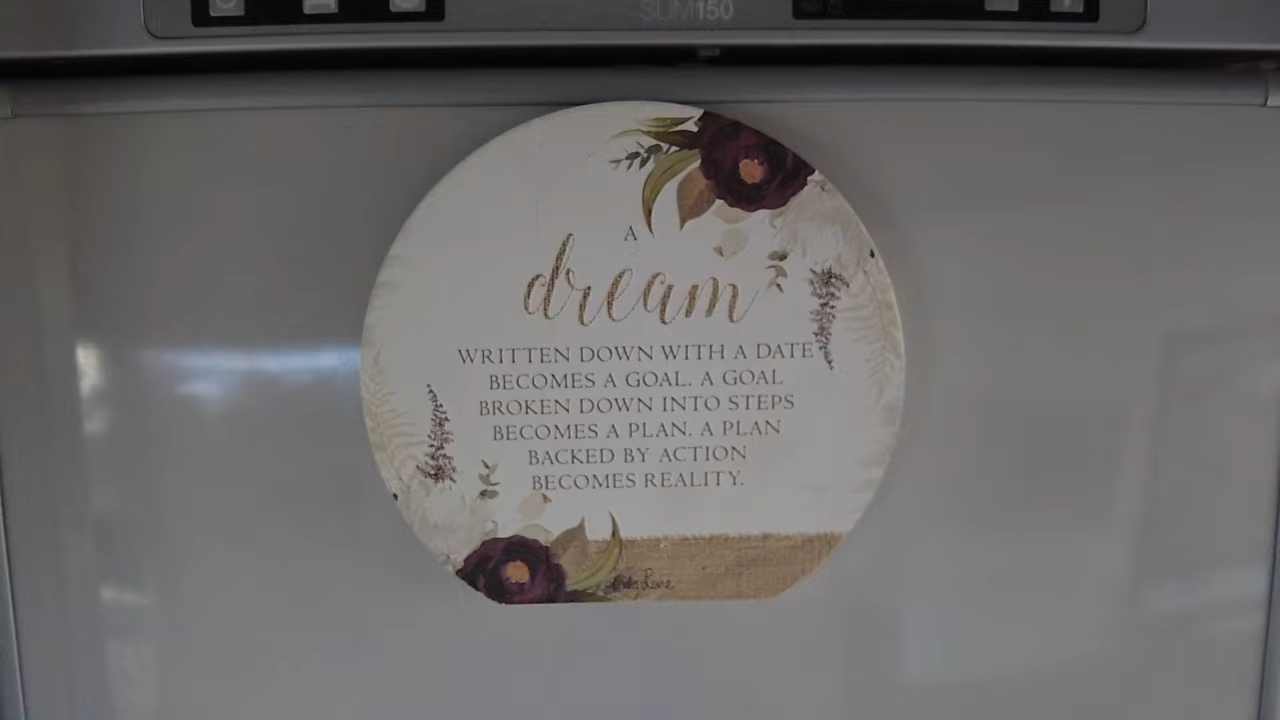 SLIM150
A
dream
WRITTEN DOWN WITH A DATE
BECOMES A GOAL. A GOAL
BROKEN DOWN INTO STEPS
BECOMES A PLAN. A PLAN
BACKED BY ACTION
BECOMES REALITY.